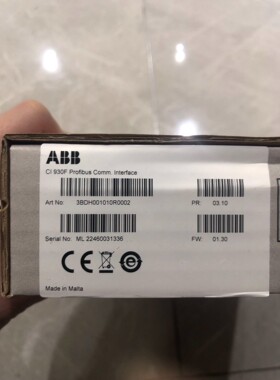 ABB
CI 930F Profibus Comm. Interface
Art No: 3BDH001010R0002 PR: 03.10
Serial No: ML 22460031336 FW: 01.30
CE
Made in Malta